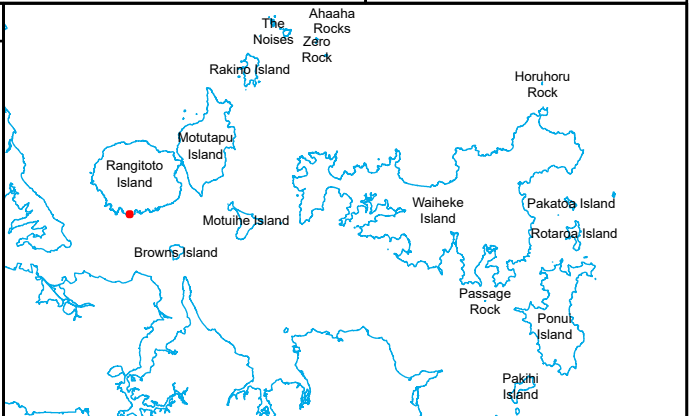 The
Noises
Ahaaha
Rocks
Zero
Rock
Rakino Island
Horuhoru
Rock
Motutapu
Island
Rangitoto
Island
Waiheke
Island
Pakatoa Island
Motuihe Island
Rotaroa Island
Browns Island
Passage
Rock
Ponui
Island
Pakihi
Island